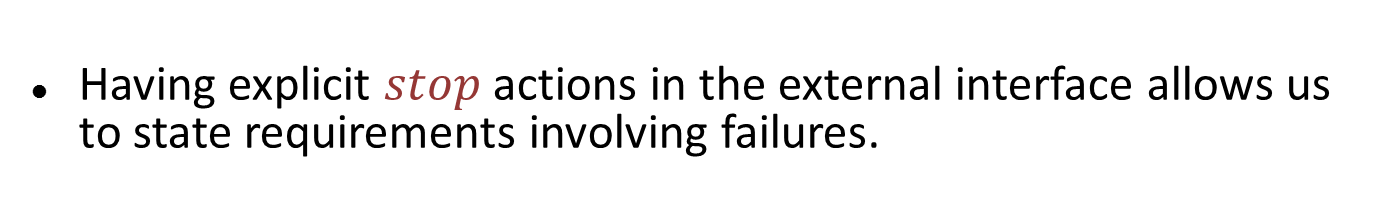 • Having explicit stop actions in the external interface allows us
to state requirements involving failures.